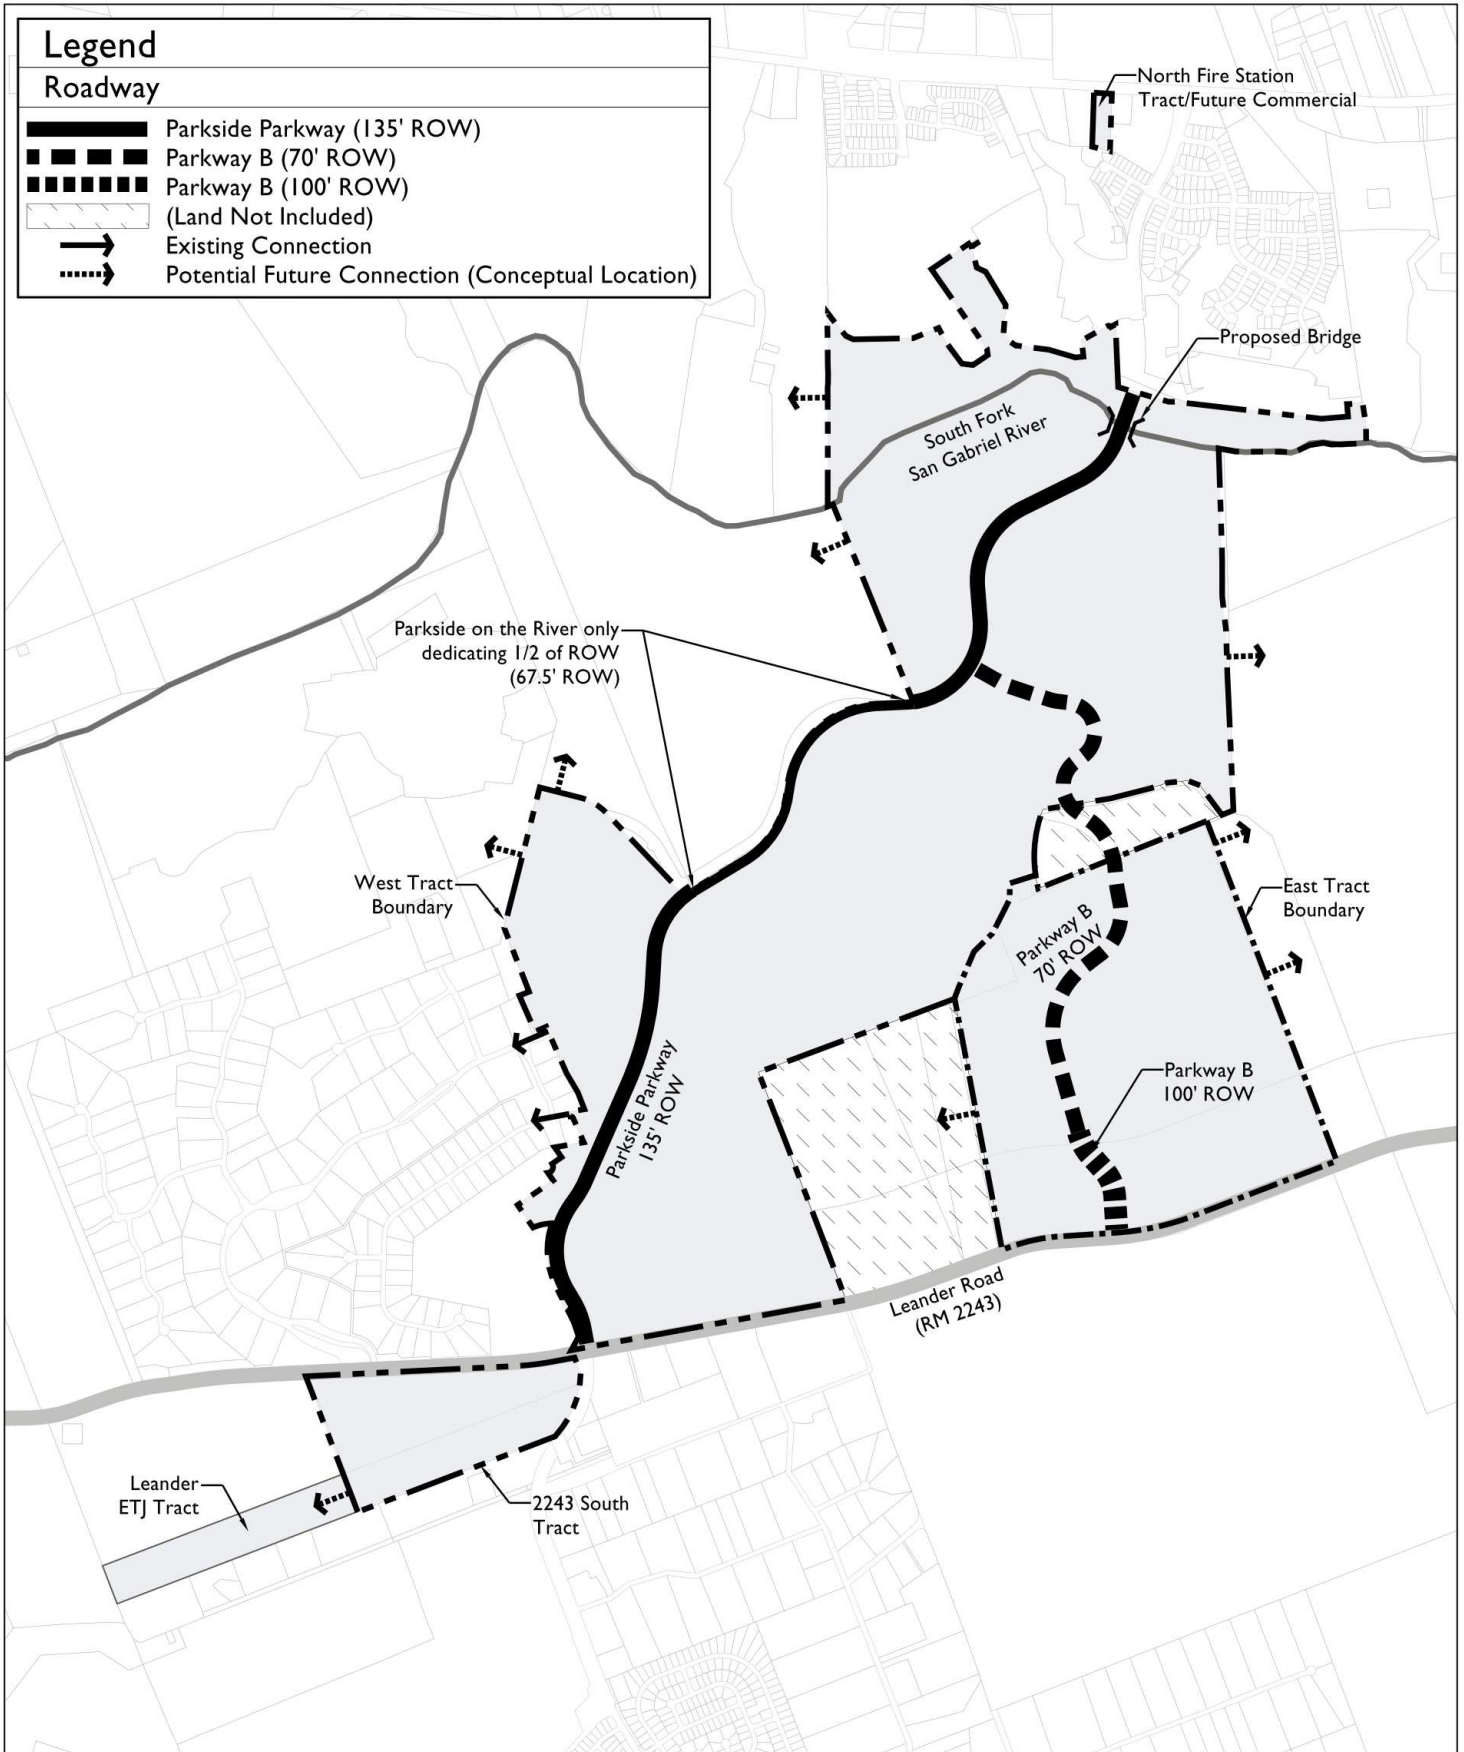 Legend
Roadway
Parkside Parkway (135' ROW)
Parkway B (70' ROW)
Parkway B (100' ROW)
(Land Not Included)
Existing Connection
Potential Future Connection (Conceptual Location)
North Fire Station
Tract/Future Commercial
Proposed Bridge
South Fork
San Gabriel River
Parkside on the River only
dedicating 1/2 of ROW
(67.5' ROW)
West Tract
Boundary
East Tract
Boundary
Parkway B
70' ROW
Parkway B
100' ROW
Parkside Parkway
135' ROW
Leander Road
(RM 2243)
Leander
ETJ Tract
2243 South
Tract